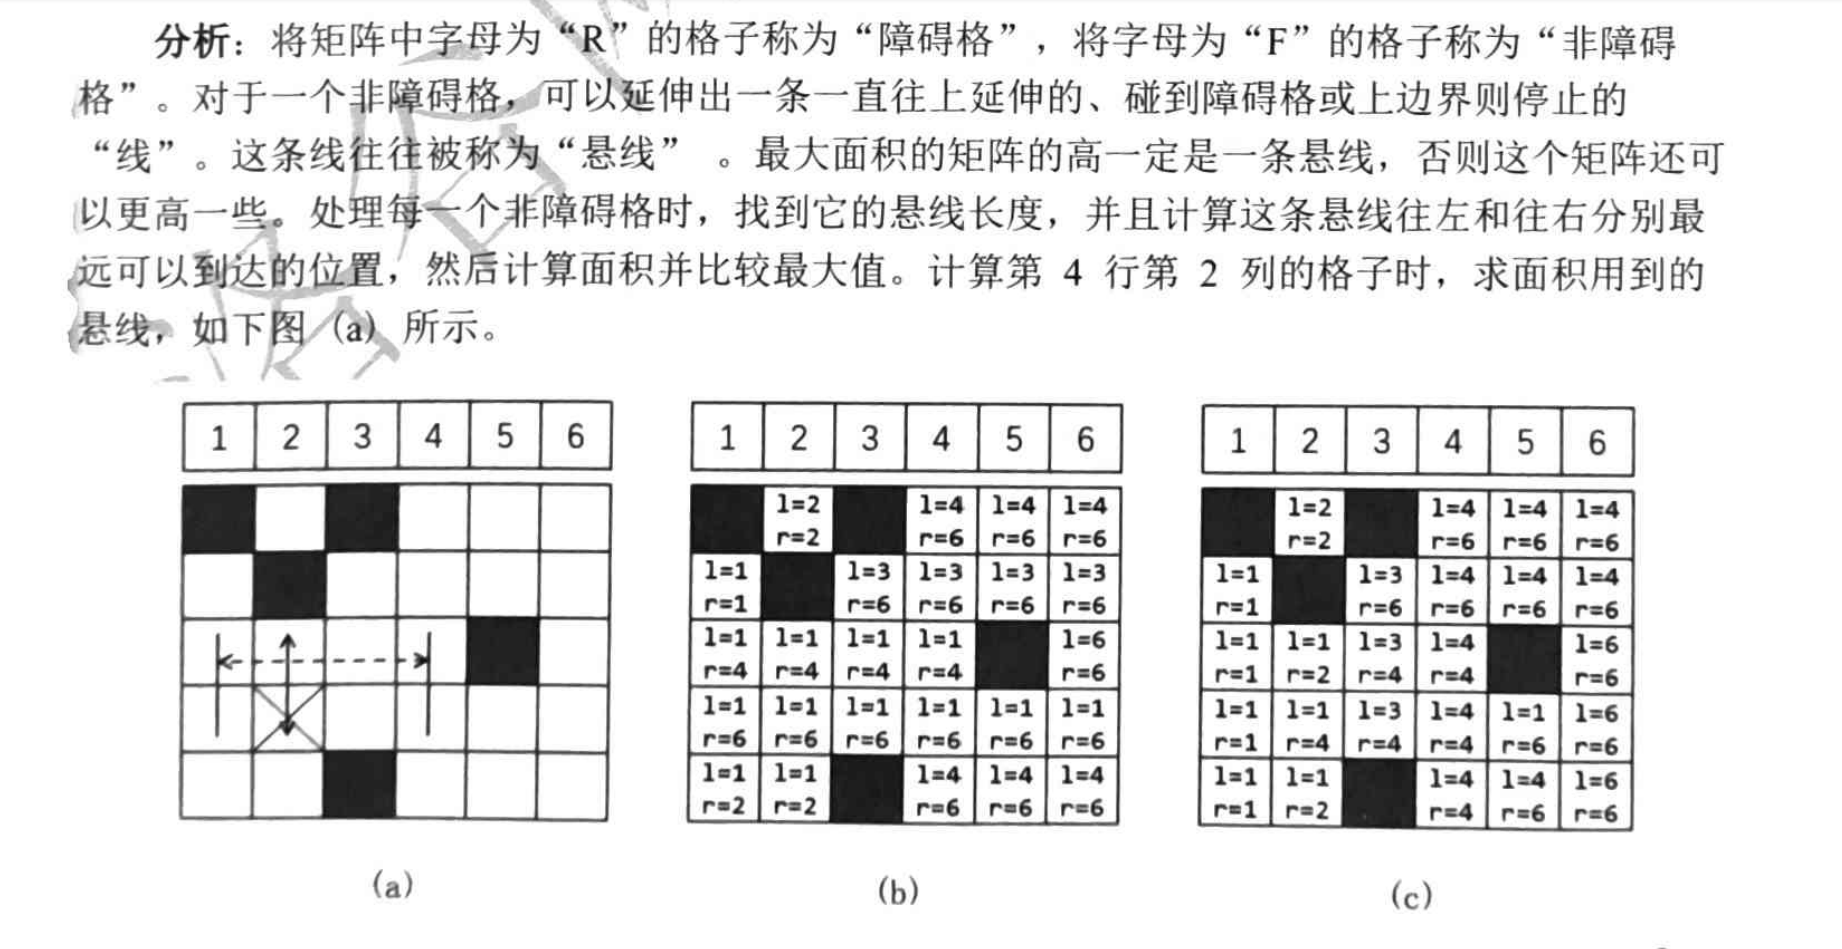 分析：将矩阵中字母为“R”的格子称为“障碍格”，将字母为“F”的格子称为“非障碍
格”。对于一个非障碍格，可以延伸出一条一直往上延伸的、碰到障碍格或上边界则停止的
“线”。这条线往往被称为“悬线” 。最大面积的矩阵的高一定是一条悬线，否则这个矩阵还可
以更高一些。处理每一个非障碍格时，找到它的悬线长度，并且计算这条悬线往左和往右分别最
远可以到达的位置，然后计算面积并比较最大值。计算第 4 行第 2 列的格子时，求面积用到的
悬线，如下图 (a) 所示。
1 2 3 4 5 6
(a)
1 2 3 4 5 6
l=2 l=4 l=4 l=4
r=2 r=6 r=6 r=6
l=1 l=3 l=3 l=3 l=3
r=1 r=6 r=6 r=6 r=6
l=1 l=1 l=1 l=1 l=6
r=4 r=4 r=4 r=4 r=6
l=1 l=1 l=1 l=1 l=1 l=1
r=6 r=6 r=6 r=6 r=6 r=6
l=1 l=1 l=4 l=4 l=4
r=2 r=2 r=6 r=6 r=6
(b)
1 2 3 4 5 6
l=2 l=4 l=4 l=4
r=2 r=6 r=6 r=6
l=1 l=3 l=4 l=4 l=4
r=1 r=6 r=6 r=6 r=6
l=1 l=1 l=3 l=4 l=6
r=1 r=2 r=4 r=4 r=6
l=1 l=1 l=3 l=4 l=1 l=6
r=1 r=4 r=4 r=4 r=6 r=6
l=1 l=1 l=4 l=4 l=6
r=1 r=2 r=4 r=6 r=6
(c)